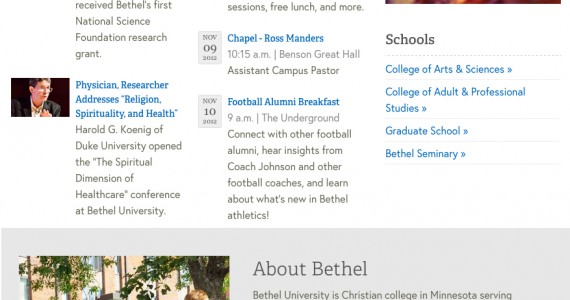 received Bethel's first
National Science
Foundation research
grant.
Physician, Researcher
Addresses "Religion,
Spirituality, and Health"
Harold G. Koenig of
Duke University opened
the "The Spiritual
Dimension of
Healthcare" conference
at Bethel University.
sessions, free lunch, and more.
NOV
09
2012
Chapel - Ross Manders
10:15 a.m. | Benson Great Hall
Assistant Campus Pastor
NOV
10
2012
Football Alumni Breakfast
9 a.m. | The Underground
Connect with other football
alumni, hear insights from
Coach Johnson and other
football coaches, and learn
about what's new in Bethel
athletics!
Schools
College of Arts & Sciences »
College of Adult & Professional
Studies »
Graduate School »
Bethel Seminary »
About Bethel
Bethel University is Christian college in Minnesota serving